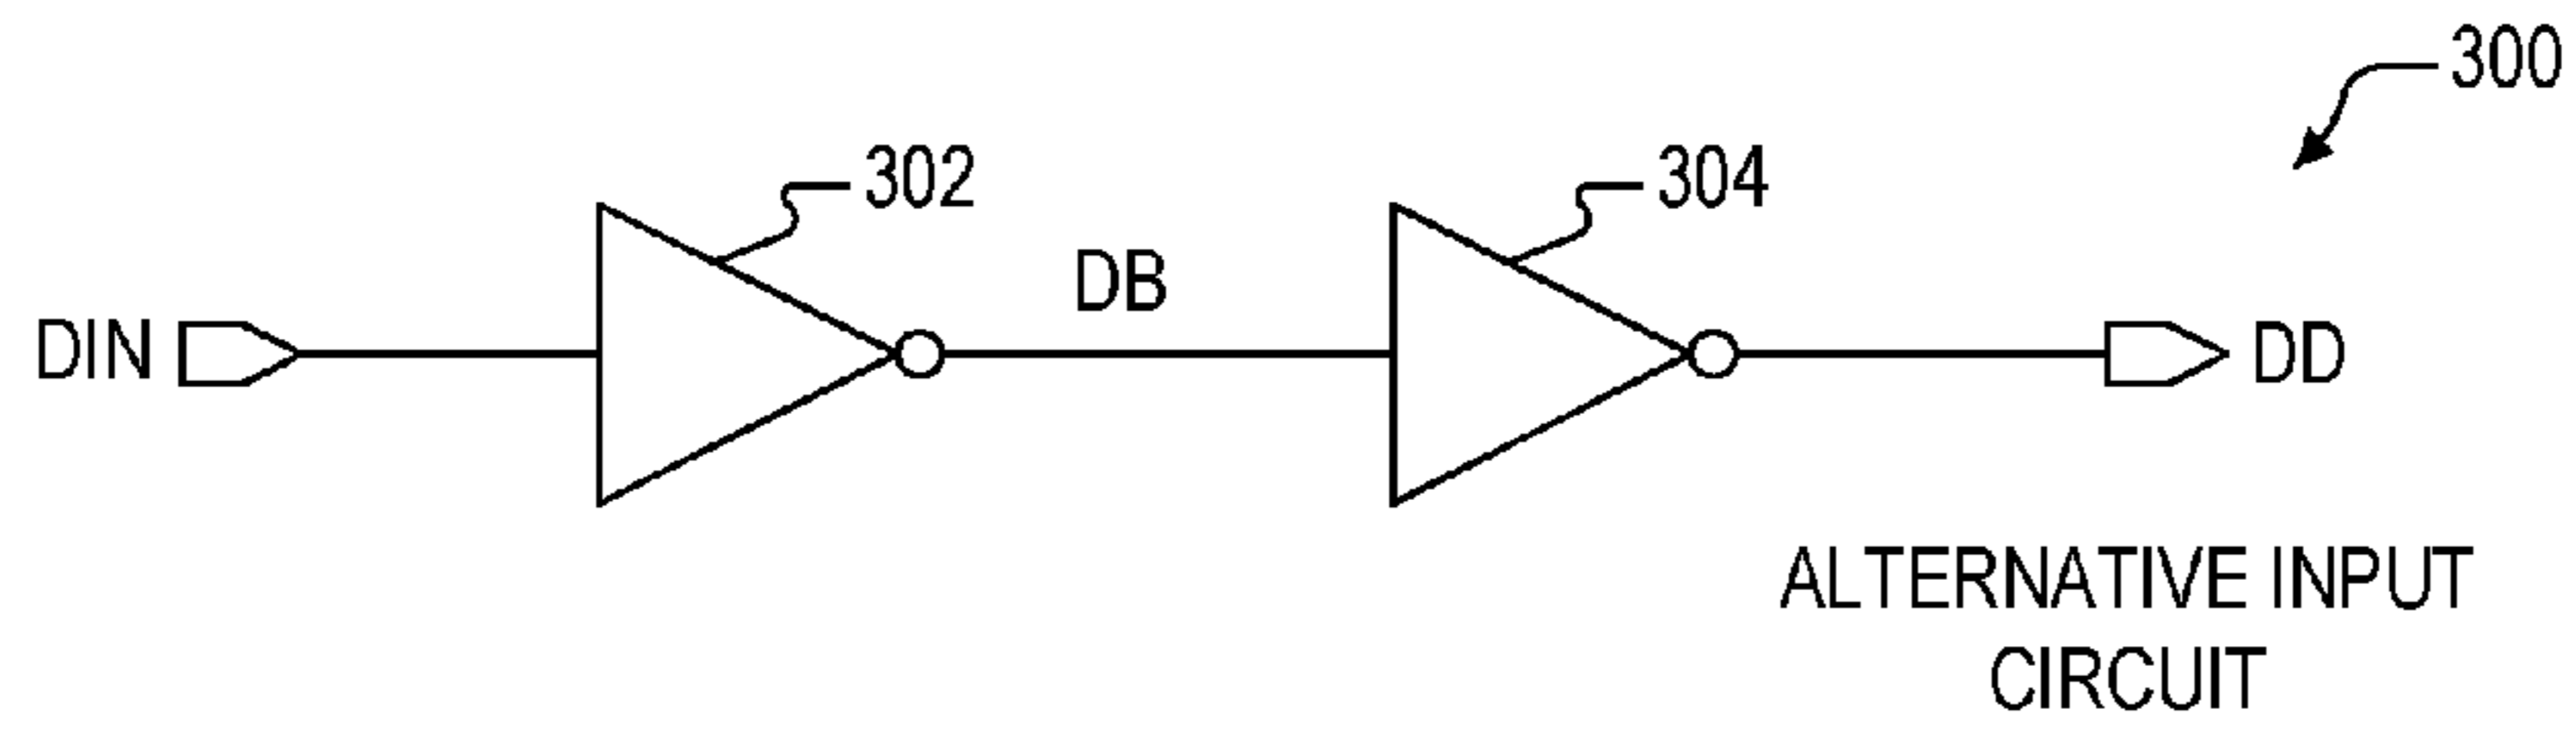 300
302
304
DB
DIN
DD
ALTERNATIVE INPUT
CIRCUIT